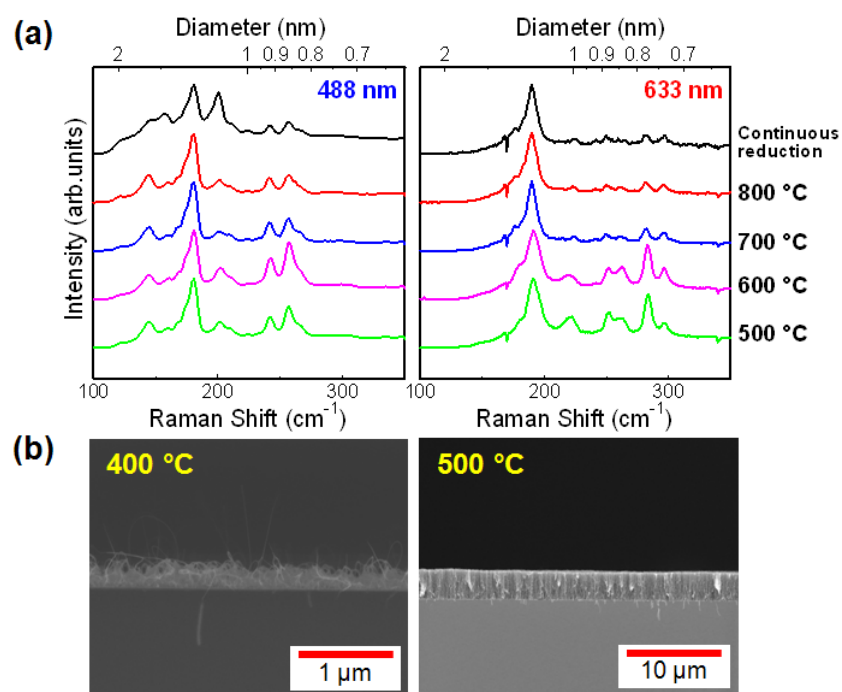 (a)
Diameter (nm)
Diameter (nm)
2 1 0.9 0.8 0.7
2 1 0.9 0.8 0.7
488 nm
633 nm
Continuous
reduction
800 °C
700 °C
600 °C
500 °C
Intensity (arb.units)
100 200 300
100 200 300
Raman Shift (cm-1)
Raman Shift (cm-1)
(b)
400 °C
500 °C
1 µm
10 µm